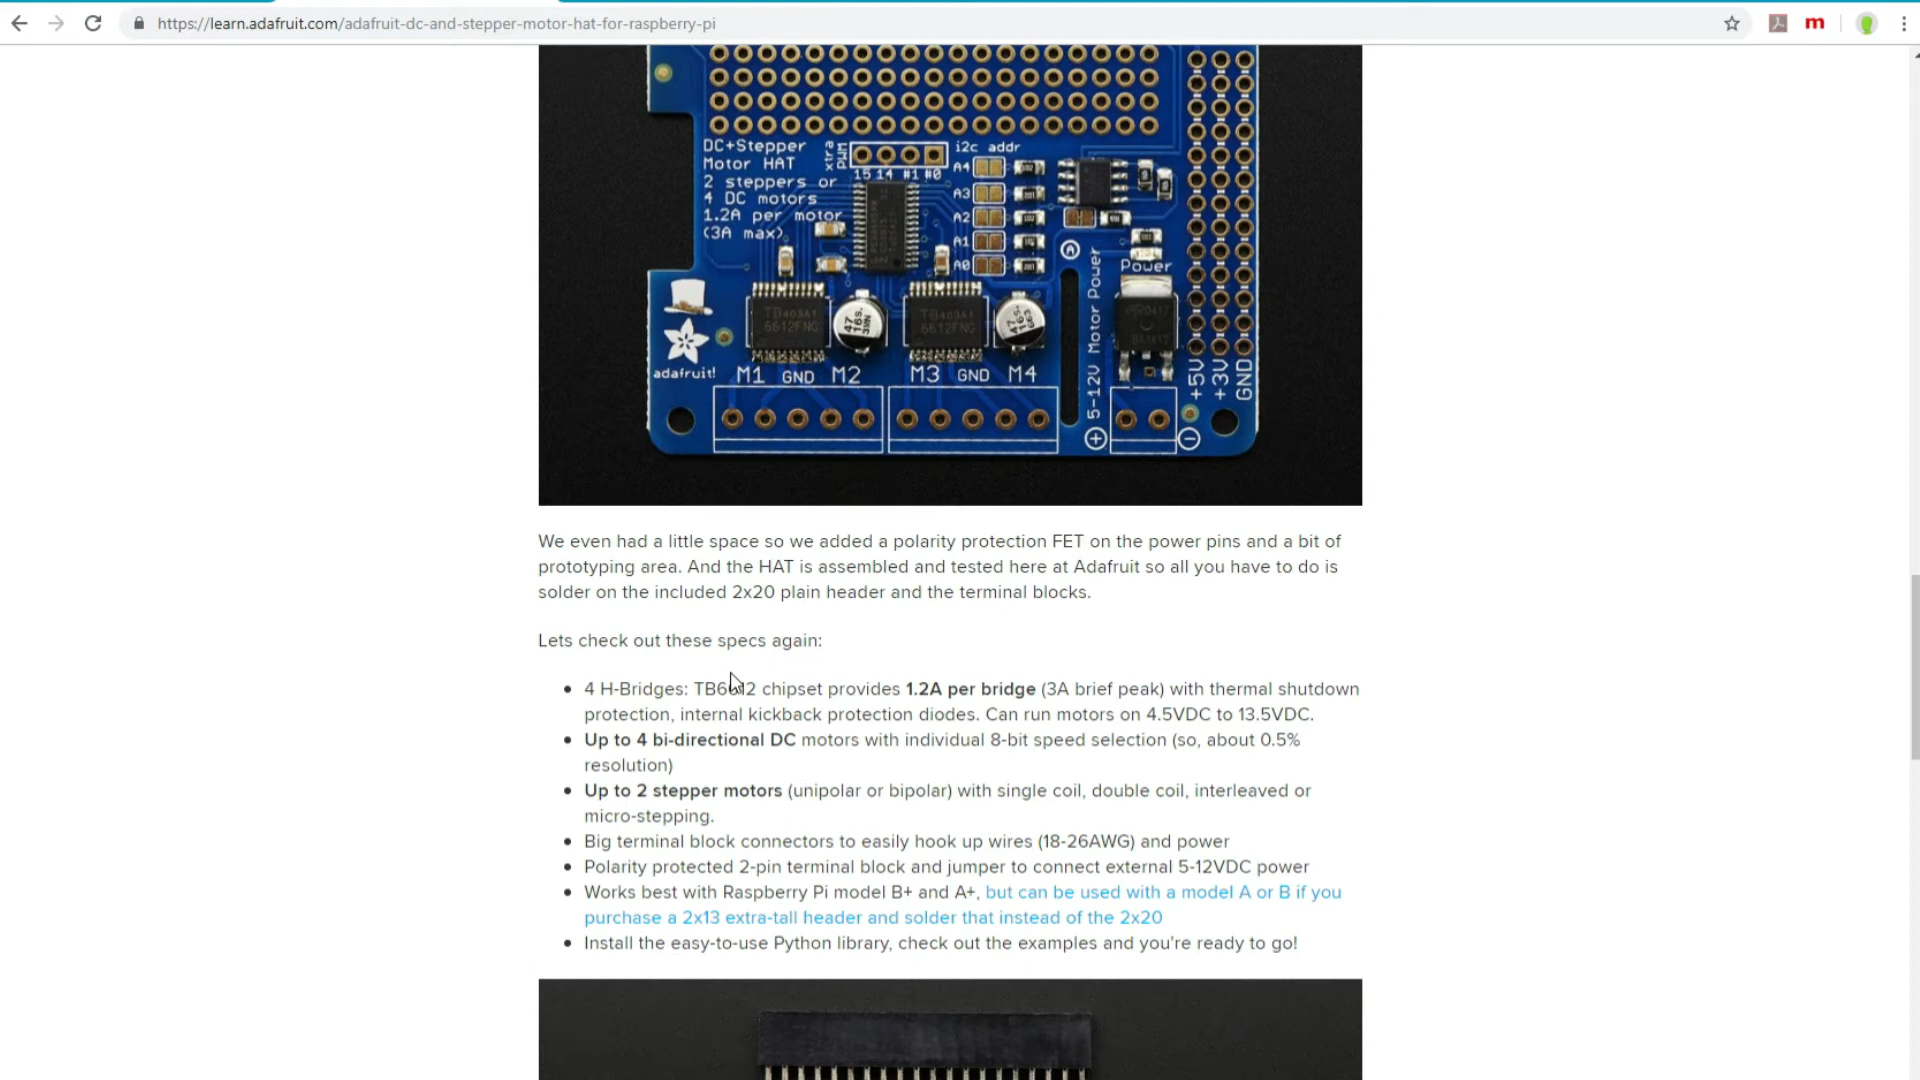 https://learn.adafruit.com/adafruit-dc-and-stepper-motor-hat-for-raspberry-pi
m
DC+Stepper
Motor HAT
2 steppers or
4 DC motors
1.2A per motor
(3A max)
xtra
PWM
15 14 #1 #0
i2c addr
A4
A3
A2
A1
A0
Power
5-12V Motor Power
+5V
+3V
GND
6612FNG
6612FNG
47
16S
47
16S
adafruit!
M1 GND M2
M3 GND M4
We even had a little space so we added a polarity protection FET on the power pins and a bit of
prototyping area. And the HAT is assembled and tested here at Adafruit so all you have to do is
solder on the included 2x20 plain header and the terminal blocks.
Lets check out these specs again:
• 4 H-Bridges: TB6612 chipset provides 1.2A per bridge (3A brief peak) with thermal shutdown
protection, internal kickback protection diodes. Can run motors on 4.5VDC to 13.5VDC.
• Up to 4 bi-directional DC motors with individual 8-bit speed selection (so, about 0.5%
resolution)
• Up to 2 stepper motors (unipolar or bipolar) with single coil, double coil, interleaved or
micro-stepping.
• Big terminal block connectors to easily hook up wires (18-26AWG) and power
• Polarity protected 2-pin terminal block and jumper to connect external 5-12VDC power
• Works best with Raspberry Pi model B+ and A+, but can be used with a model A or B if you
purchase a 2x13 extra-tall header and solder that instead of the 2x20
• Install the easy-to-use Python library, check out the examples and you're ready to go!